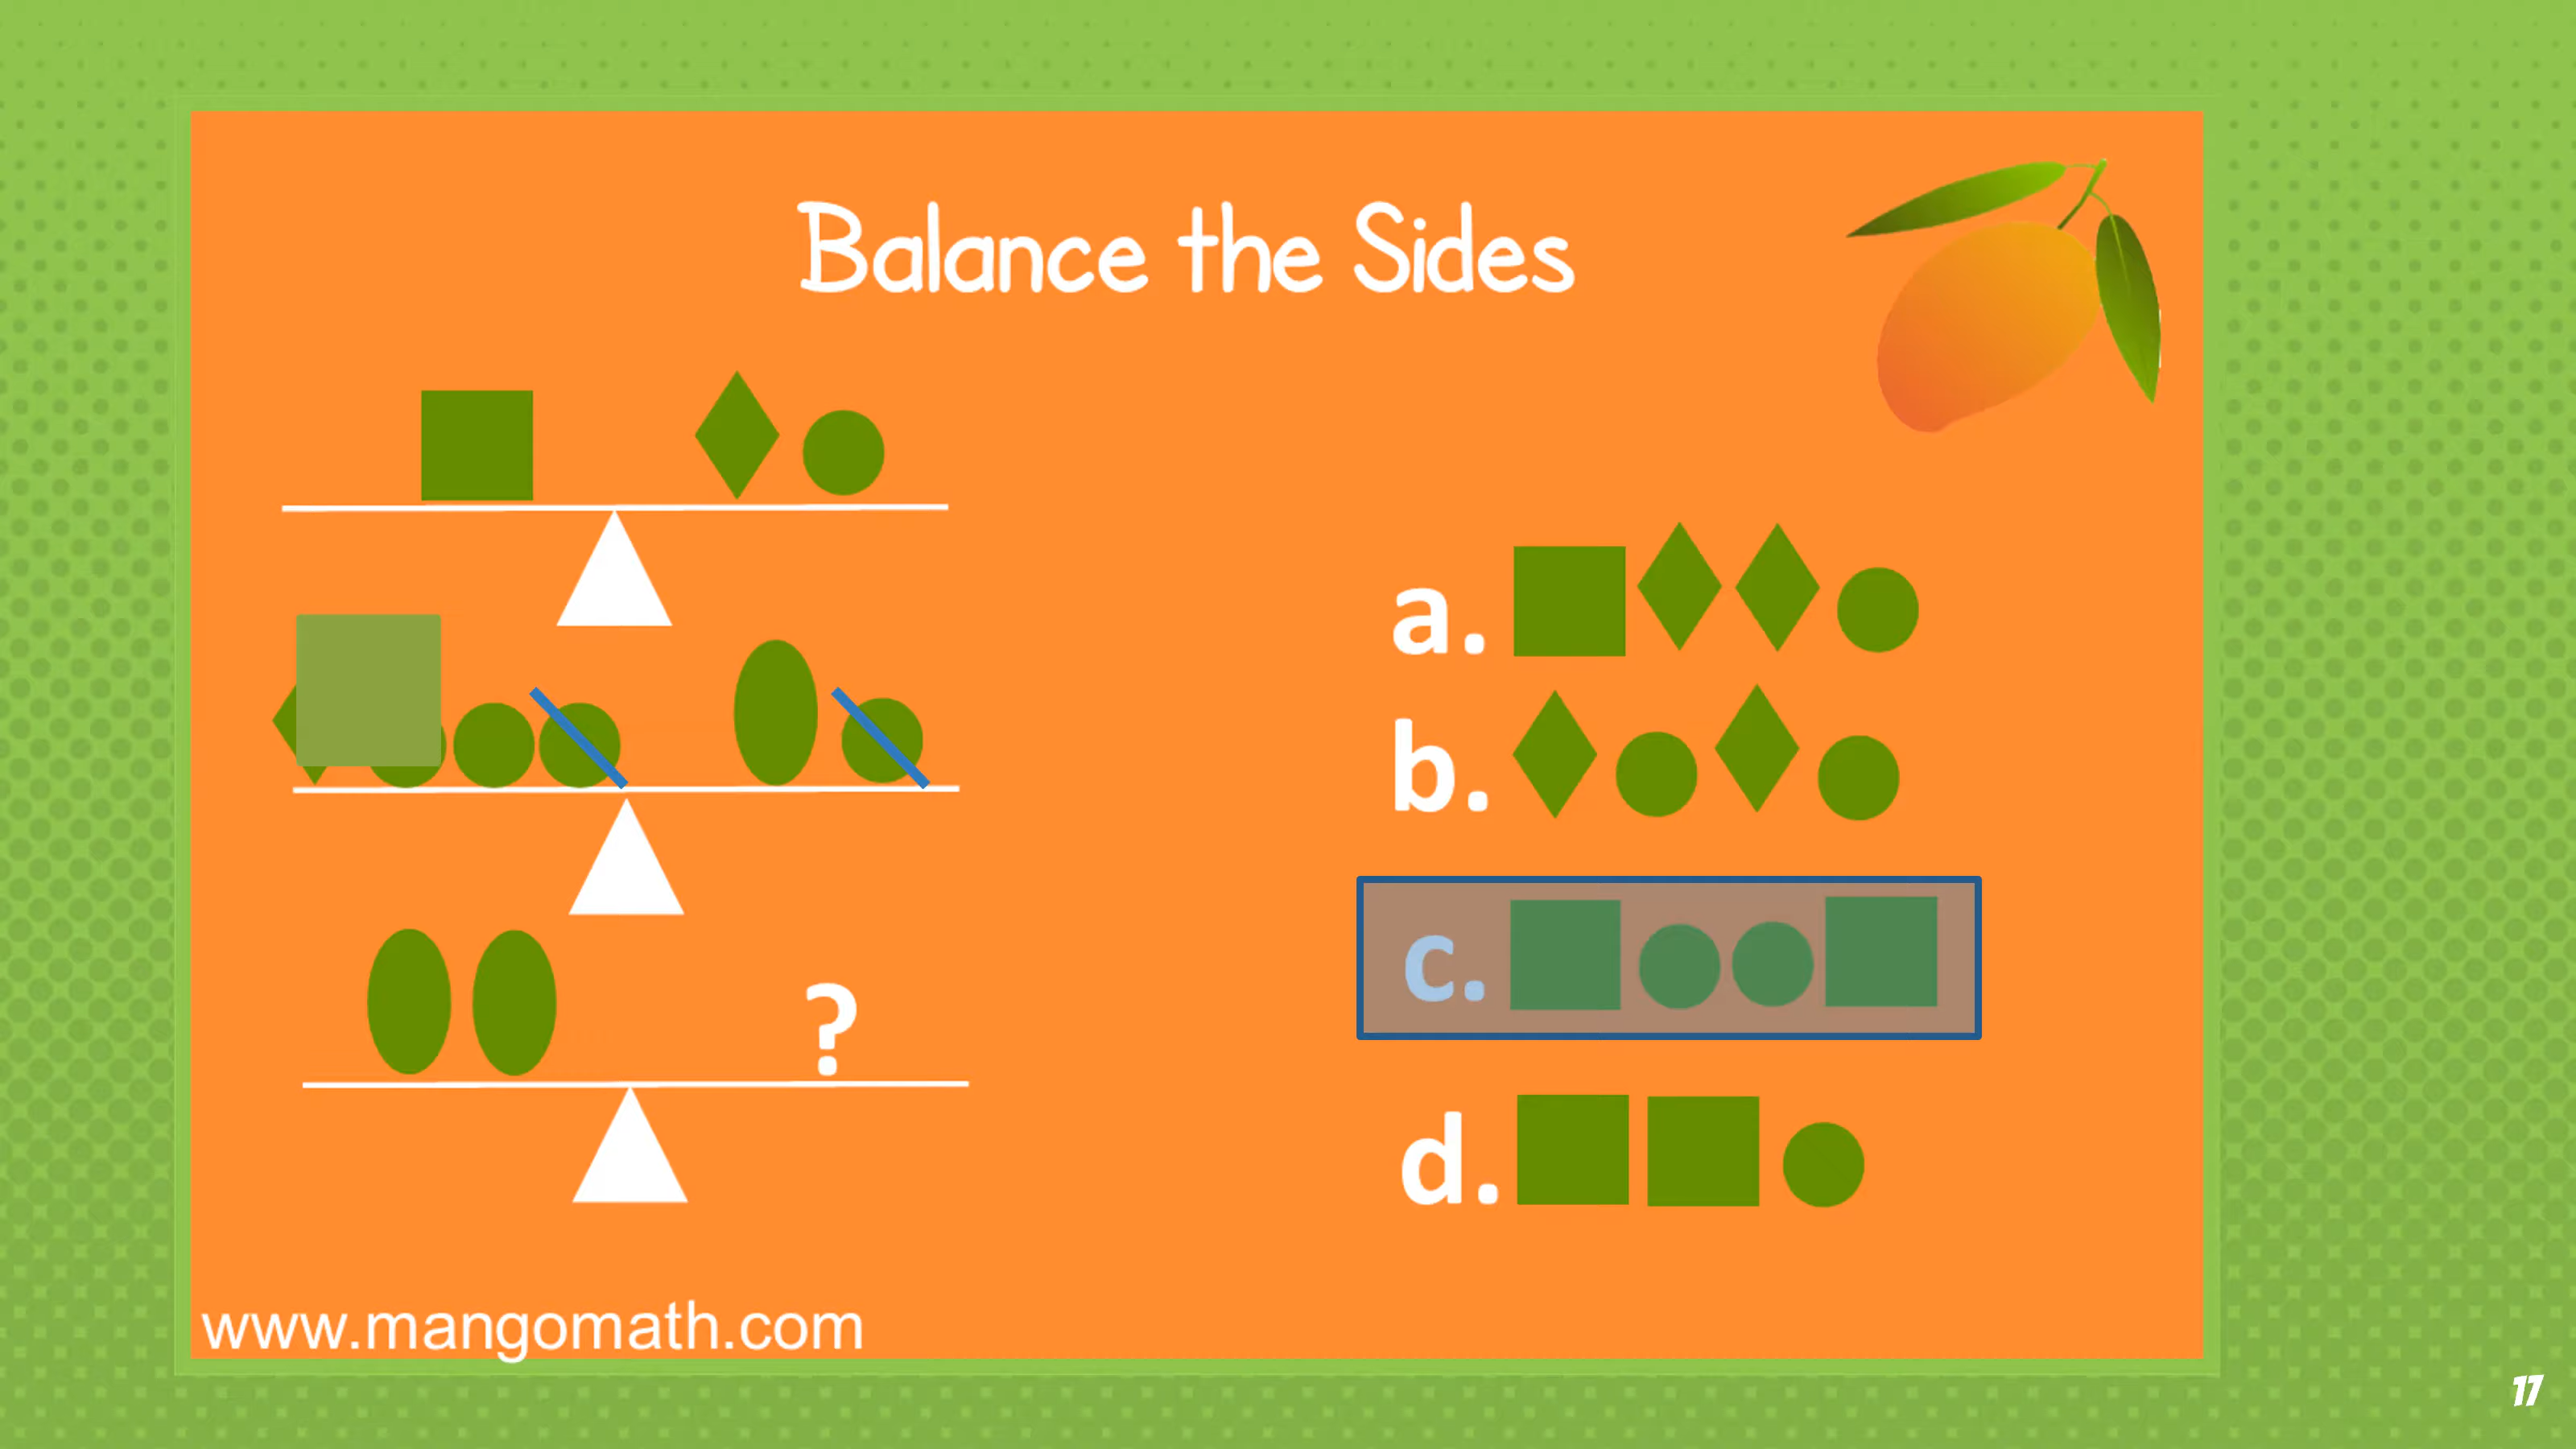 Balance the Sides
a.
b.
c.
?
d.
www.mangomath.com
17